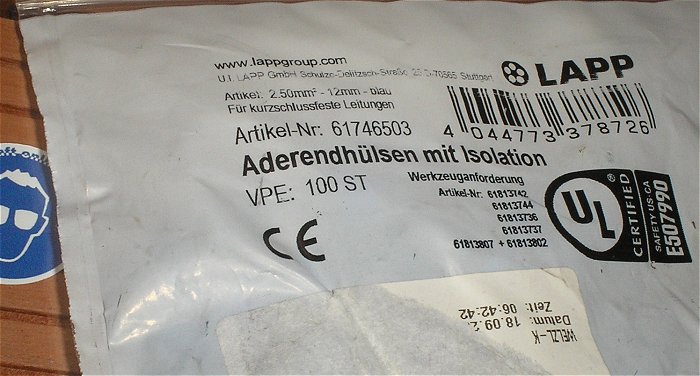 www.lappgroup.com
U.I. LAPP GmbH Schulze-Delitzsch-Straße 25 D-70565 Stuttgart
LAPP
Artikel: 2.50mm² - 12mm - blau
Für kurzschlussfeste Leitungen
Artikel-Nr: 61746503
4 044773 378726
Aderendhülsen mit Isolation
VPE: 100 ST
Werkzeuganforderung
Artikel-Nr: 61813742
61813744
61813736
61813737
61813807 + 61813802
CE
UL
®
CERTIFIED
SAFETY US-CA
E507990
WELZL-K
Datum: 18.09.2
Zeit: 06:42:42